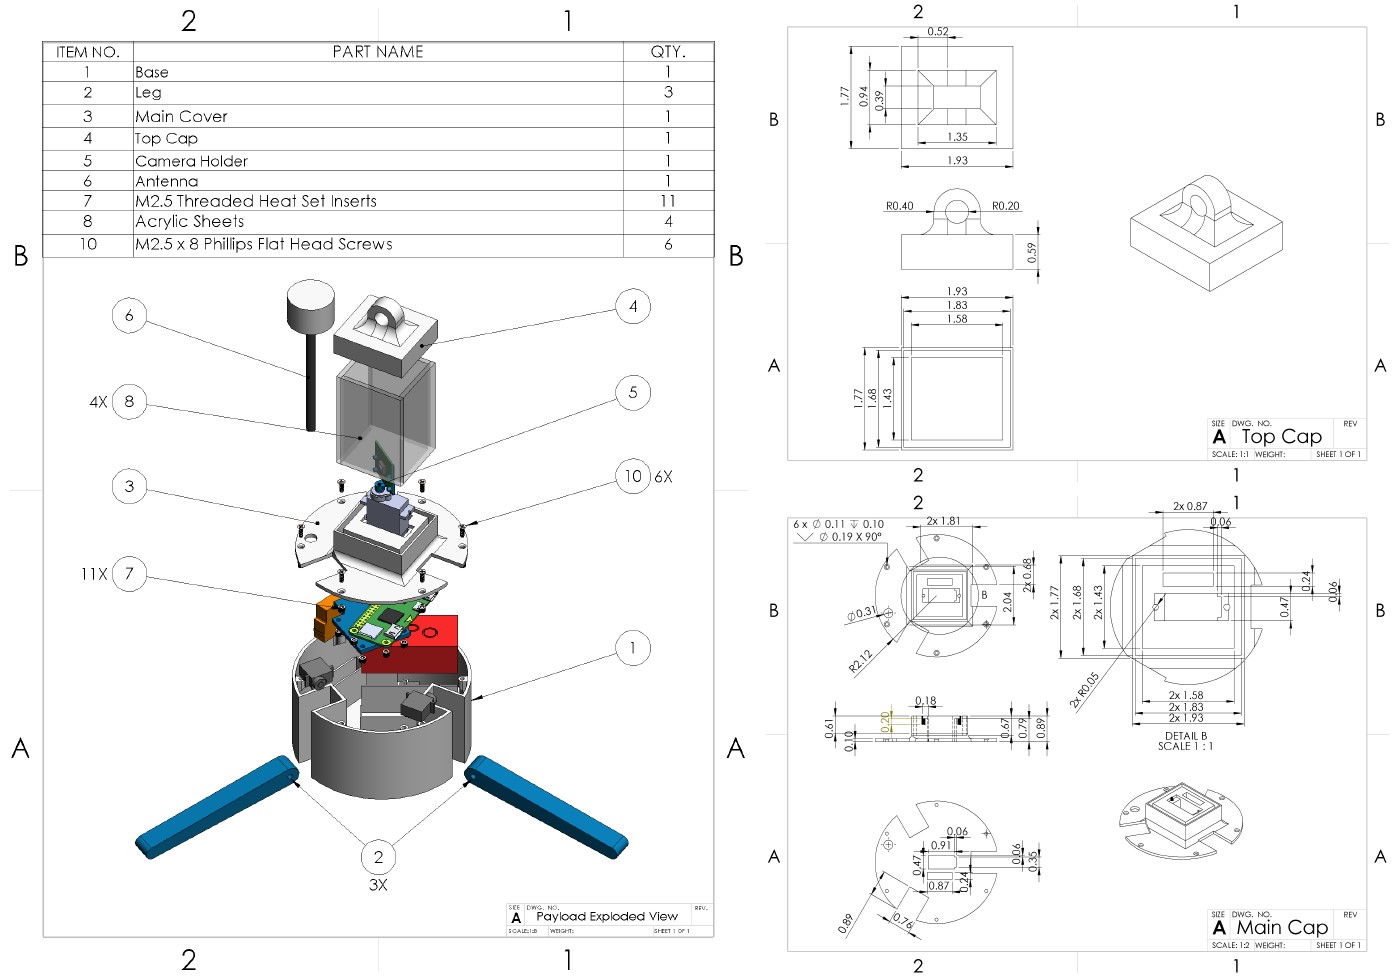 2 1
ITEM NO. PART NAME QTY.
1 Base 1
2 Leg 3
3 Main Cover 1
4 Top Cap 1
5 Camera Holder 1
6 Antenna 1
7 M2.5 Threaded Heat Set Inserts 11
8 Acrylic Sheets 4
10 M2.5 x 8 Phillips Flat Head Screws 6
B B
6
4
4X 8
5
3
10 6X
11X 7
1
A A
2
3X
SIZE DWG. NO. REV.
A Payload Exploded View
SCALE:1:8 WEIGHT: SHEET 1 OF 1
2 1
2 1
0.52
1.77
0.94
0.39
1.35
1.93
B B
R0.40 R0.20
0.59
1.93
1.83
1.58
1.77
1.68
1.43
A A
SIZE DWG. NO. REV
A Top Cap
SCALE: 1:1 WEIGHT: SHEET 1 OF 1
2 1
2 1
6 x ∅ 0.11 ↧ 0.10
⌵ ∅ 0.19 X 90°
2x 1.81
2x 0.68
2.04
B
∅0.31
R2.12
2x 0.87
0.06
0.24
0.06
0.47
2x 1.77
2x 1.68
2x 1.43
2x R0.05
2x 1.58
2x 1.83
2x 1.93
DETAIL B
SCALE 1 : 1
B B
0.18
0.61
0.20
0.10
0.67
0.79
0.89
A A
0.06
0.91
0.47
0.06
0.35
0.24
0.87
0.89
0.76
SIZE DWG. NO. REV
A Main Cap
SCALE: 1:2 WEIGHT: SHEET 1 OF 1
2 1